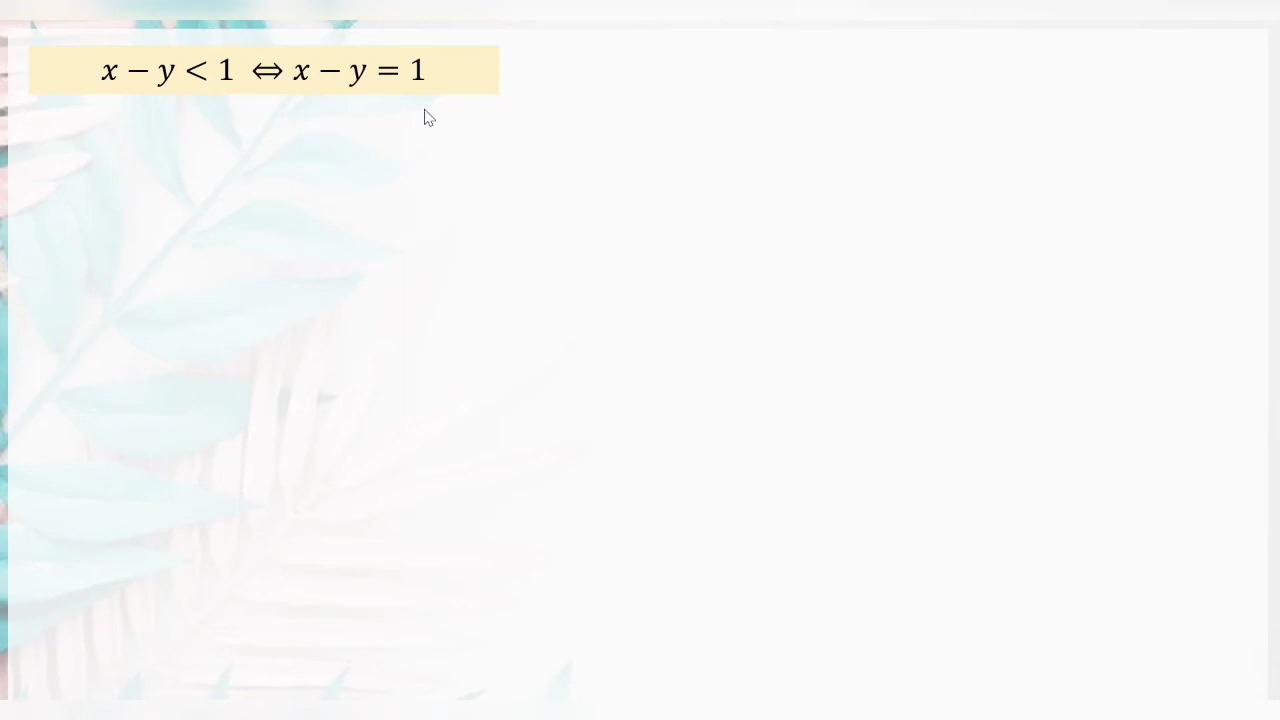 x − y < 1 ⇔ x − y = 1